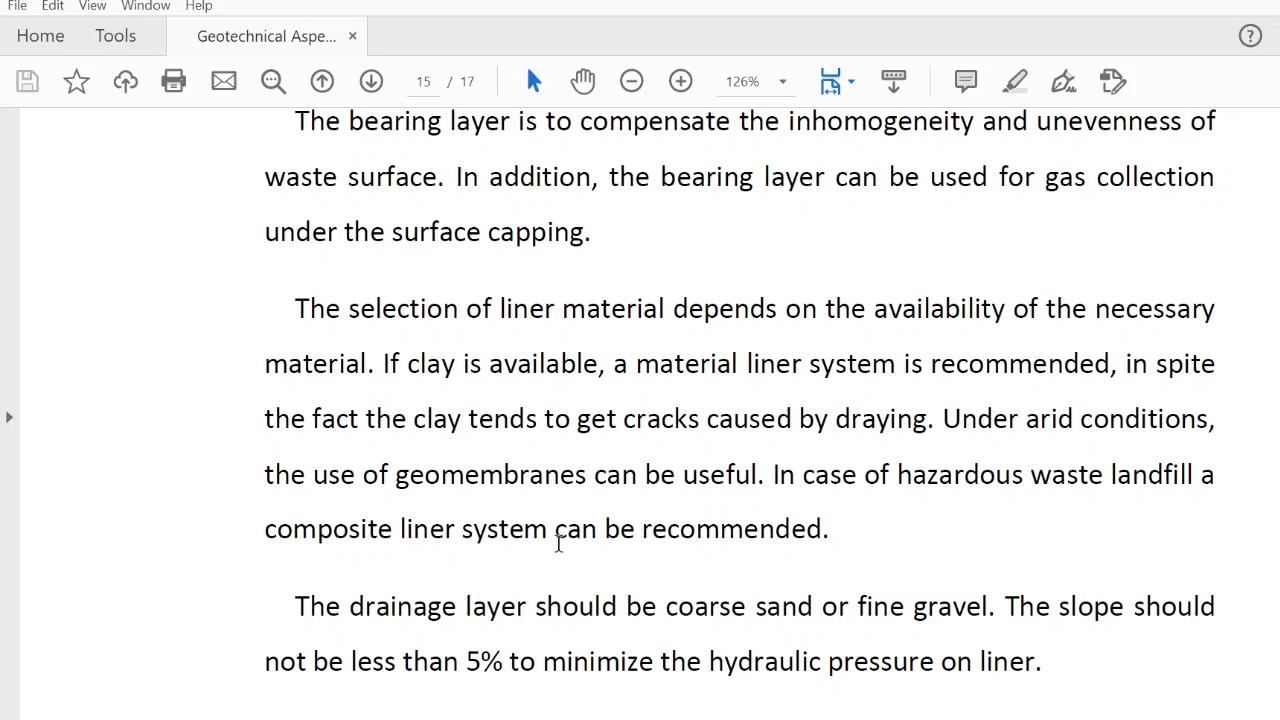 File Edit View Window Help
Home Tools Geotechnical Aspe... ×
15 / 17 126%
The bearing layer is to compensate the inhomogeneity and unevenness of
waste surface. In addition, the bearing layer can be used for gas collection
under the surface capping.
The selection of liner material depends on the availability of the necessary
material. If clay is available, a material liner system is recommended, in spite
the fact the clay tends to get cracks caused by draying. Under arid conditions,
the use of geomembranes can be useful. In case of hazardous waste landfill a
composite liner system can be recommended.
The drainage layer should be coarse sand or fine gravel. The slope should
not be less than 5% to minimize the hydraulic pressure on liner.